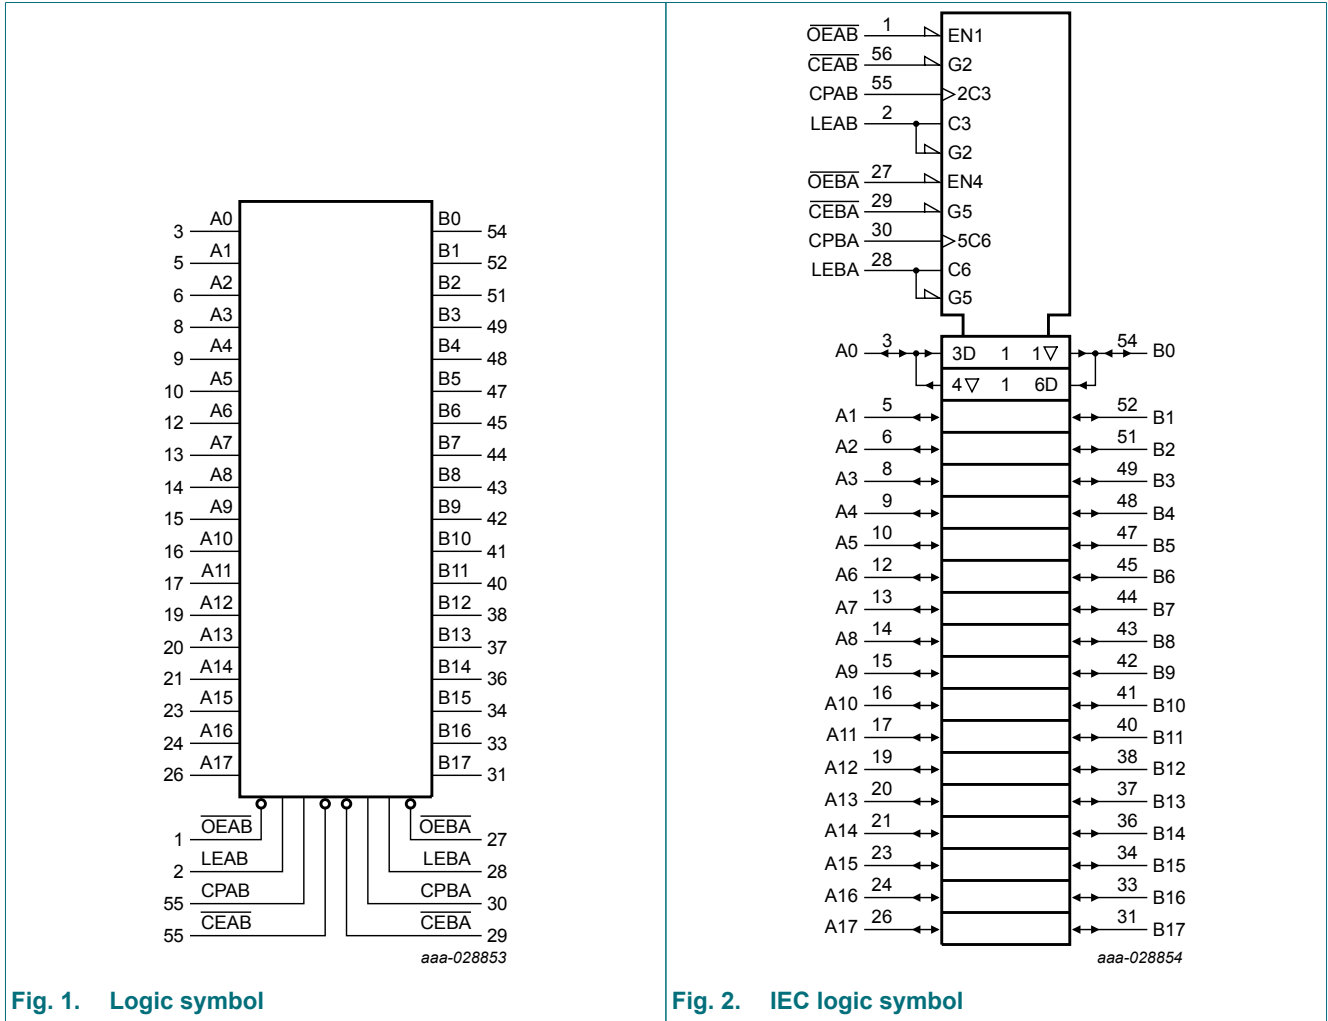 A0 B0
3 54
A1 B1
5 52
A2 B2
6 51
A3 B3
8 49
A4 B4
9 48
A5 B5
10 47
A6 B6
12 45
A7 B7
13 44
A8 B8
14 43
A9 B9
15 42
A10 B10
16 41
A11 B11
17 40
A12 B12
19 38
A13 B13
20 37
A14 B14
21 36
A15 B15
23 34
A16 B16
24 33
A17 B17
26 31
OEAB OEBA
1 27
LEAB LEBA
2 28
CPAB CPBA
55 30
CEAB CEBA
55 29
aaa-028853
Fig. 1. Logic symbol
OEAB 1 EN1
CEAB 56 G2
CPAB 55 2C3
LEAB 2 C3
G2
OEBA 27 EN4
CEBA 29 G5
CPBA 30 5C6
LEBA 28 C6
G5
A0 3 3D 1 1▽ 54 B0
4▽ 1 6D
A1 5 52 B1
A2 6 51 B2
A3 8 49 B3
A4 9 48 B4
A5 10 47 B5
A6 12 45 B6
A7 13 44 B7
A8 14 43 B8
A9 15 42 B9
A10 16 41 B10
A11 17 40 B11
A12 19 38 B12
A13 20 37 B13
A14 21 36 B14
A15 23 34 B15
A16 24 33 B16
A17 26 31 B17
aaa-028854
Fig. 2. IEC logic symbol